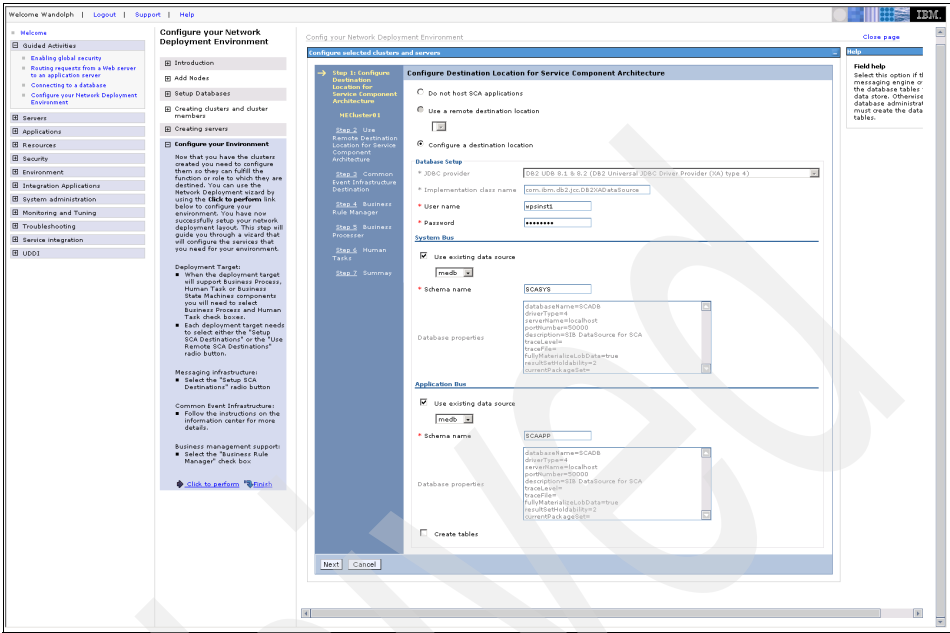 Welcome Wandolph | Logout | Support | Help
IBM.
Welcome
Guided Activities
Enabling global security
Routing requests from a Web server
to an application server
Connecting to a database
Configure your Network Deployment
Environment
Servers
Applications
Resources
Security
Environment
Integration Applications
System administration
Monitoring and Tuning
Troubleshooting
Service integration
UDDI
Configure your Network
Deployment Environment
Introduction
Add Nodes
Setup Databases
Creating clusters and cluster
members
Creating servers
Configure your Environment
Now that you have the clusters
created you need to configure
them so they can fulfill the
function or role to which they are
destined. You can use the
Network Deployment wizard by
using the Click to perform link
below to configure your
environment. You have now
successfully setup your network
deployment layout. This step will
guide you through a wizard that
will configure the services that
you need for your environment.
Deployment Target:
When the deployment target
will support Business Process,
Human Task or Business
State Machines components
you will need to select
Business Process and Human
Task check boxes.
Each deployment target needs
to select either the "Setup
SCA Destinations" or the "Use
Remote SCA Destinations"
radio button.
Messaging infrastructure:
Select the "Setup SCA
Destinations" radio button
Common Event Infrastructure:
Follow the instructions on the
information center for more
details.
Business management support:
Select the "Business Rule
Manager" check box
Click to perform Finish
Config your Network Deployment Environment
Close page
Configure selected clusters and servers
Step 1: Configure
Destination
Location for
Service Component
Architecture
MECluster01
Step 2 Use
Remote Destination
Location for Service
Component
Architecture
Step 3 Common
Event Infrastructure
Destination
Step 4 Business
Rule Manager
Step 5 Business
Processer
Step 6 Human
Tasks
Step 7 Summay
Configure Destination Location for Service Component Architecture
Do not host SCA applications
Use a remote destination location
Configure a destination location
Database Setup
* JDBC provider DB2 UDB 8.1 & 8.2 (DB2 Universal JDBC Driver Provider (XA) type 4)
* Implementation class name com.ibm.db2.jcc.DB2XADataSource
* User name wpsinst1
* Password ••••••••
System Bus
Use existing data source
medb
* Schema name SCASYS
Database properties
databaseName=SCADB
driverType=4
serverName=localhost
portNumber=50000
description=SIB DataSource for SCA
traceLevel=
traceFile=
fullyMaterializeLobData=true
resultSetHoldability=2
currentPackageSet=
Application Bus
Use existing data source
medb
* Schema name SCAAPP
Database properties
databaseName=SCADB
driverType=4
serverName=localhost
portNumber=50000
description=SIB DataSource for SCA
traceLevel=
traceFile=
fullyMaterializeLobData=true
resultSetHoldability=2
currentPackageSet=
Create tables
Next Cancel
Help
Field help
Select this option if th
messaging engine
the database tables
data store. Otherwise
database administrat
must create the data
tables.